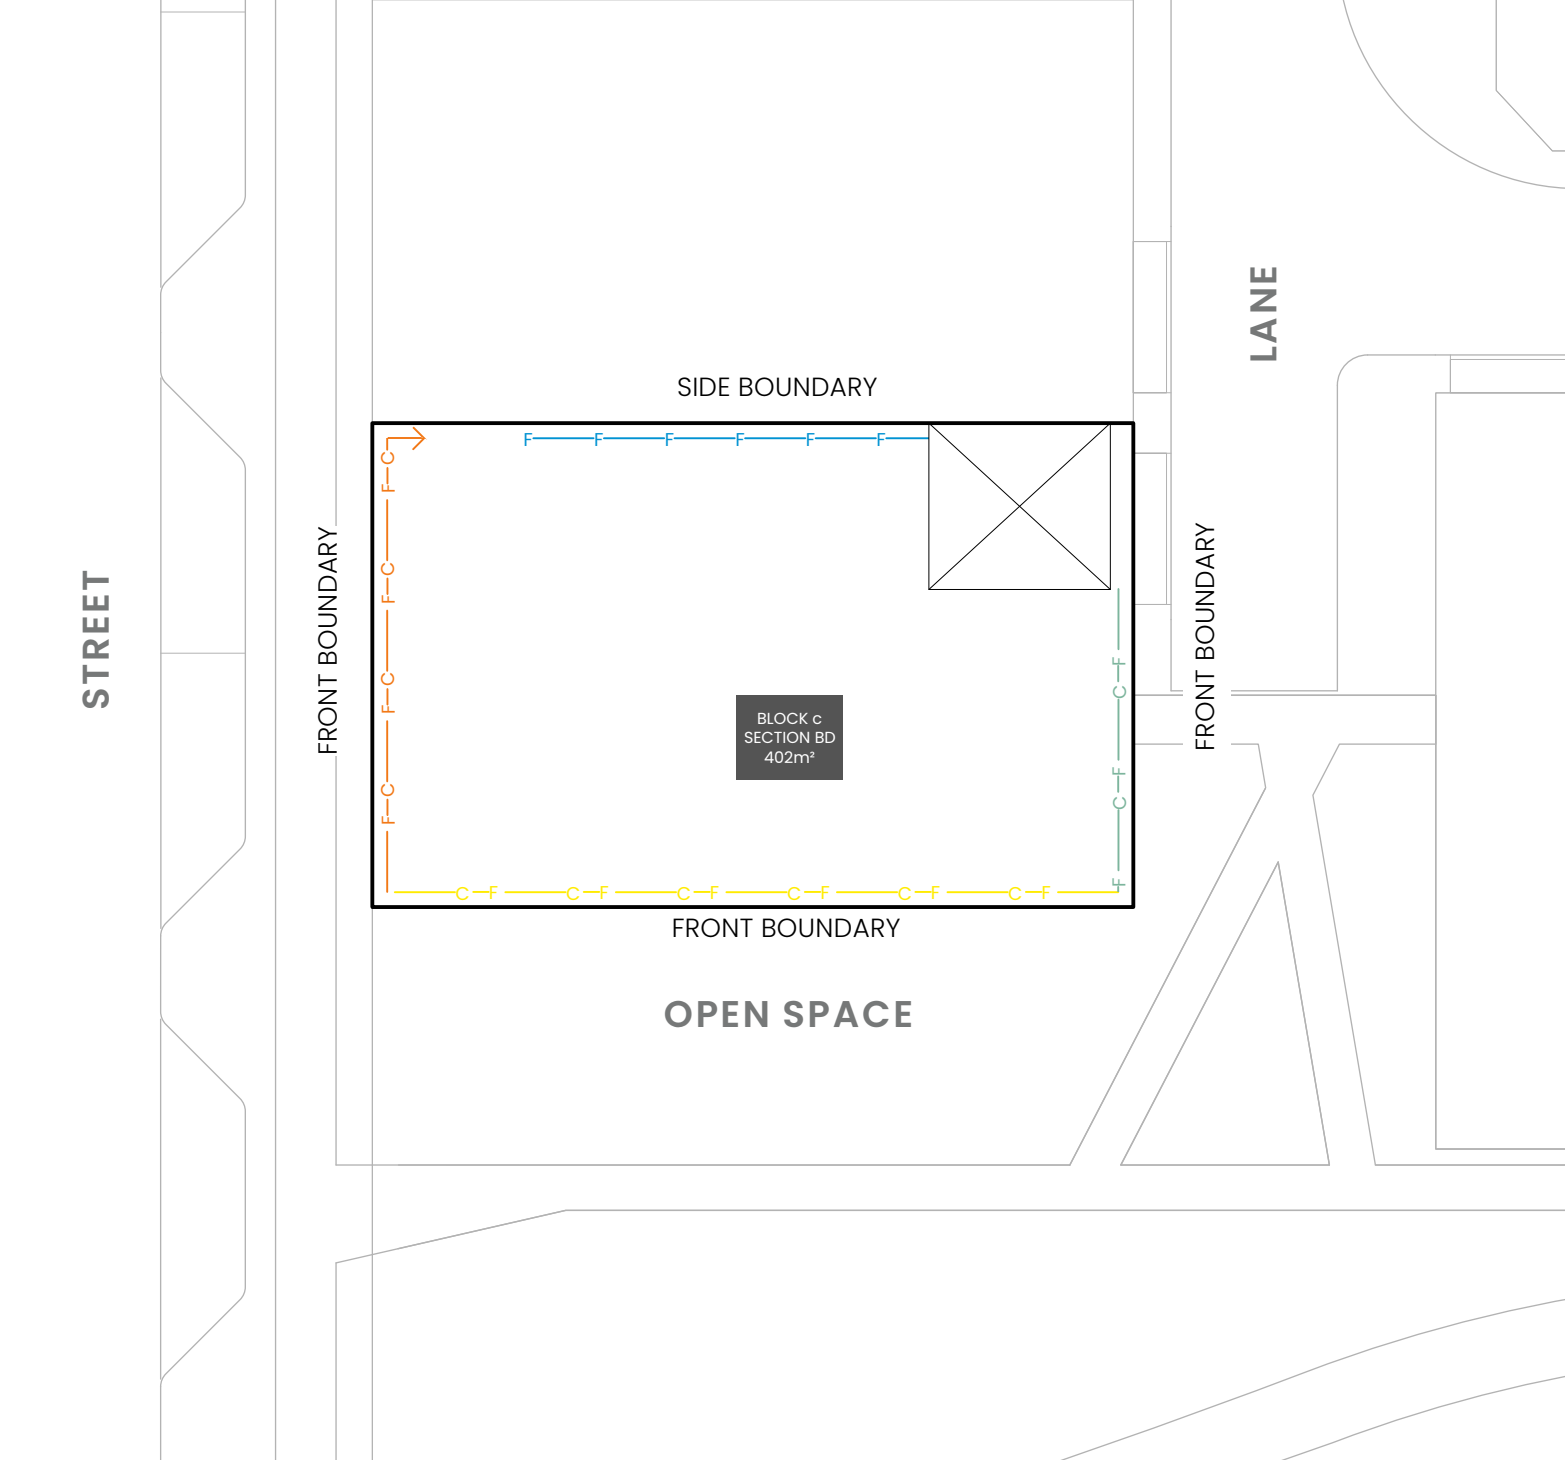 LANE
SIDE BOUNDARY
C F F F F F F
F
C
F
C
F
C
F
STREET
FRONT BOUNDARY
FRONT BOUNDARY
F
C
F
C
F
BLOCK c
SECTION BD
402m²
C F C F C F C F C F C F
FRONT BOUNDARY
OPEN SPACE